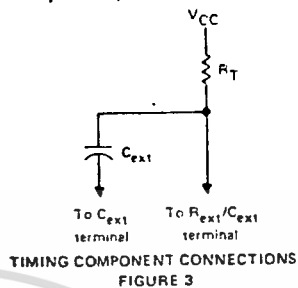 VCC
RT
Cext
To Cext terminal
To Rext/Cext terminal
TIMING COMPONENT CONNECTIONS
FIGURE 3